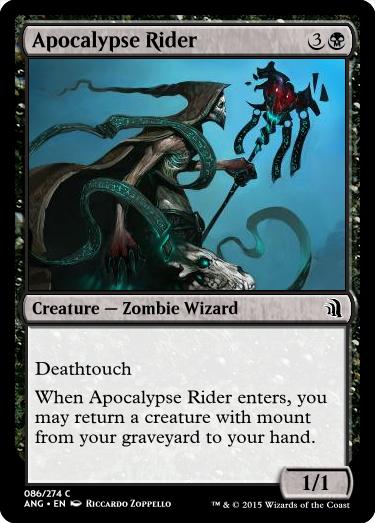 Apocalypse Rider 3
Creature — Zombie Wizard
Deathtouch
When Apocalypse Rider enters, you
may return a creature with mount
from your graveyard to your hand.
1/1
086/274 C
ANG • EN Riccardo Zoppello
™ & © 2015 Wizards of the Coast